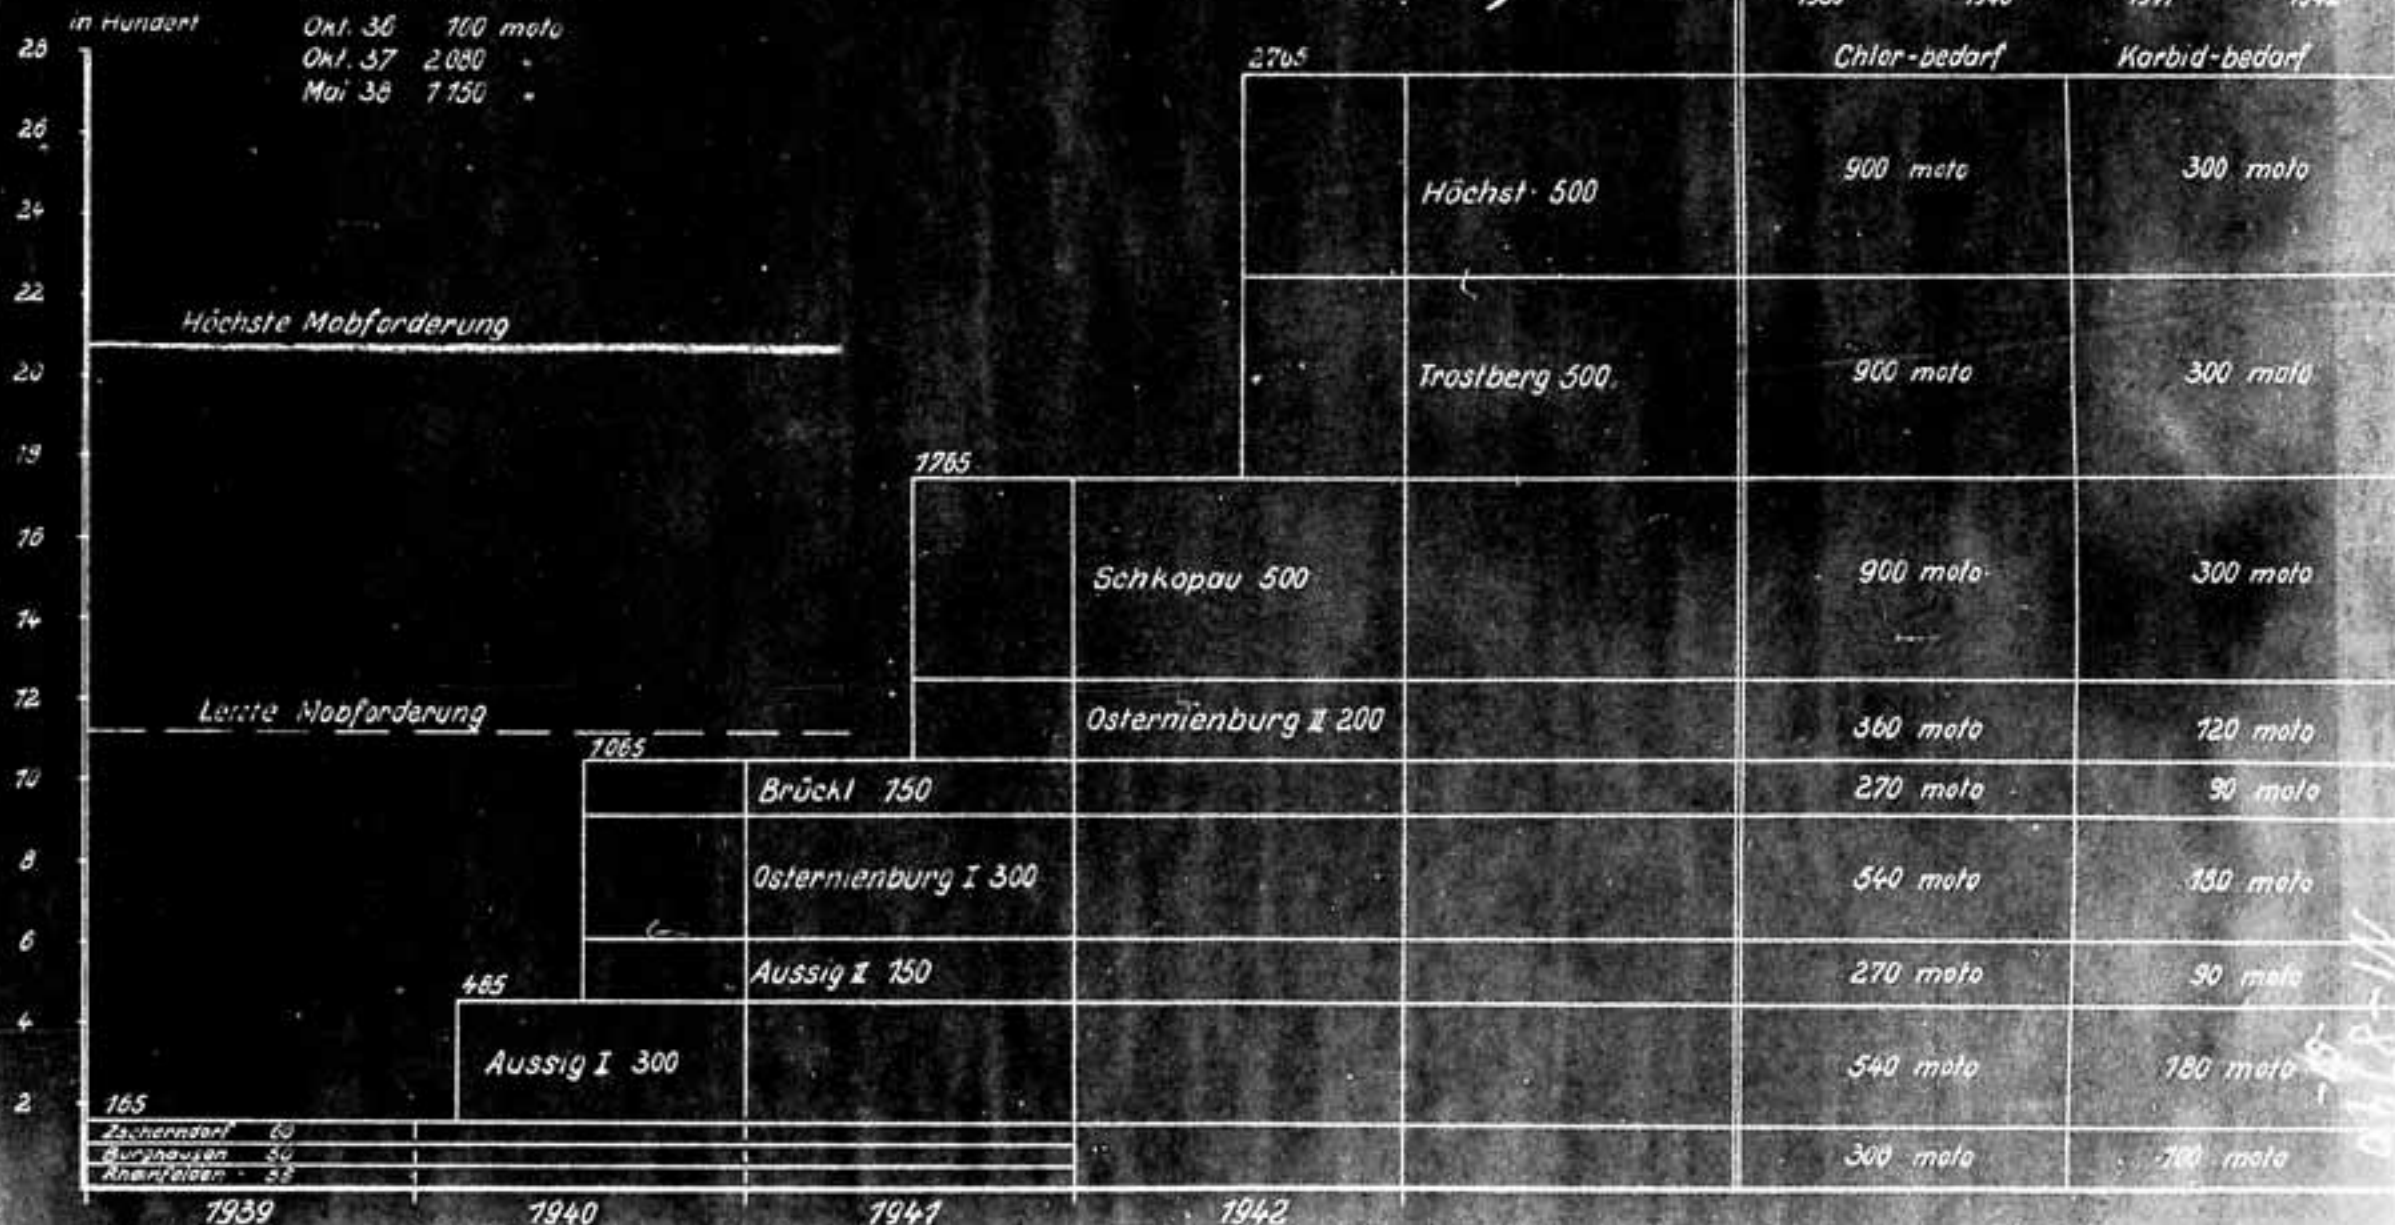 in Hundert
Okt. 36 100 moto
Okt. 37 2080 "
Mai 38 1150 "
28
26
24
22
20
18
16
14
12
10
8
6
4
2
Chlor-bedarf Karbid-bedarf
2765
Höchst 500 900 moto 300 moto
Höchste Mobforderung
Trostberg 500 900 moto 300 moto
1765
Schkopau 500 900 moto 300 moto
Letzte Mobforderung
Osternienburg II 200 360 moto 120 moto
1065
Brückl 150 270 moto 90 moto
Osternienburg I 300 540 moto 180 moto
Aussig II 150 270 moto 90 moto
465
Aussig I 300 540 moto 180 moto
165
Zscherndorf 60
Burghausen 50
Rheinfelden
300 moto 100 moto
1939 1940 1941 1942